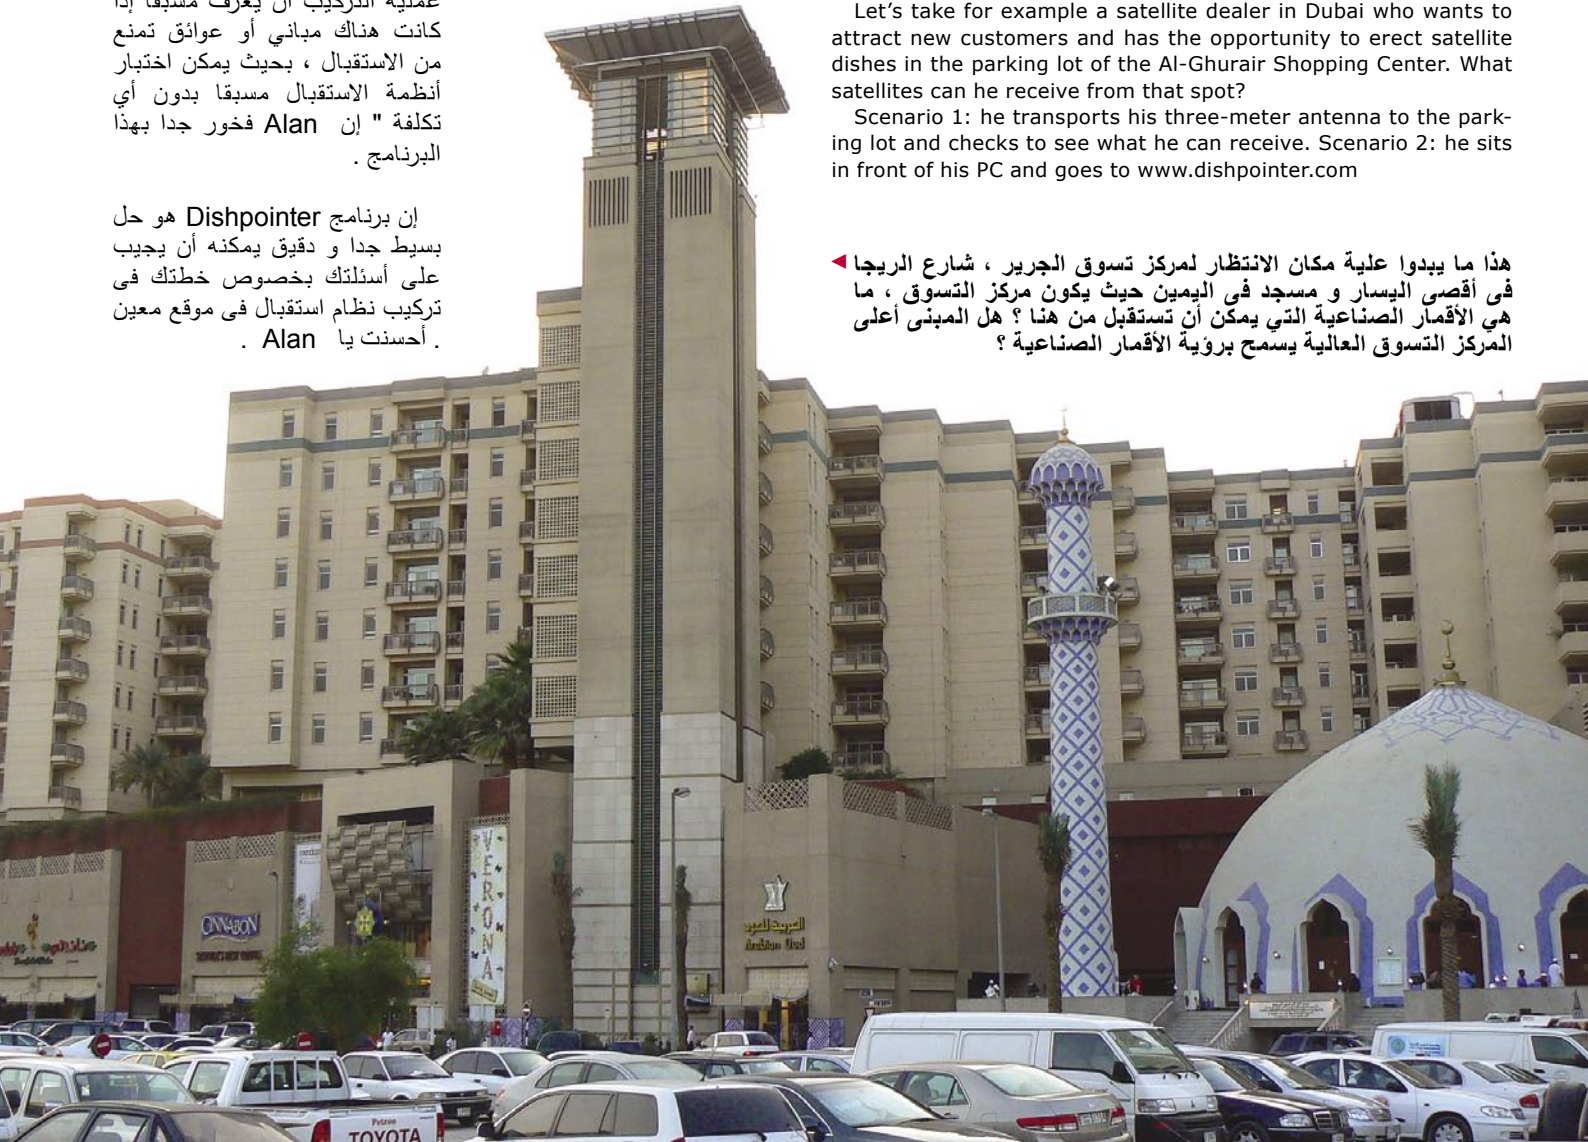 عملية التركيب أن يعرف مسبقا إذا
كانت هناك مباني أو عوائق تمنع
من الاستقبال ، بحيث يمكن اختبار
أنظمة الاستقبال مسبقا بدون أي
تكلفة " إن Alan فخور جدا بهذا
البرنامج .
إن برنامج Dishpointer هو حل
بسيط جدا و دقيق يمكنه أن يجيب
على أسئلتك بخصوص خطتك فى
تركيب نظام استقبال فى موقع معين
. أحسنت يا Alan .
Let’s take for example a satellite dealer in Dubai who wants to
attract new customers and has the opportunity to erect satellite
dishes in the parking lot of the Al-Ghurair Shopping Center. What
satellites can he receive from that spot?
Scenario 1: he transports his three-meter antenna to the park-
ing lot and checks to see what he can receive. Scenario 2: he sits
in front of his PC and goes to www.dishpointer.com
هذا ما يبدوا علية مكان الانتظار لمركز تسوق الجرير ، شارع الريجا
فى أقصى اليسار و مسجد فى اليمين حيث يكون مركز التسوق ، ما
هي الأقمار الصناعية التي يمكن أن تستقبل من هنا ؟ هل المبنى أعلى
المركز التسوق العالية يسمح برؤية الأقمار الصناعية ؟
CINNABON
VERONA
العربية للعود
Arabian Oud
TOYOTA